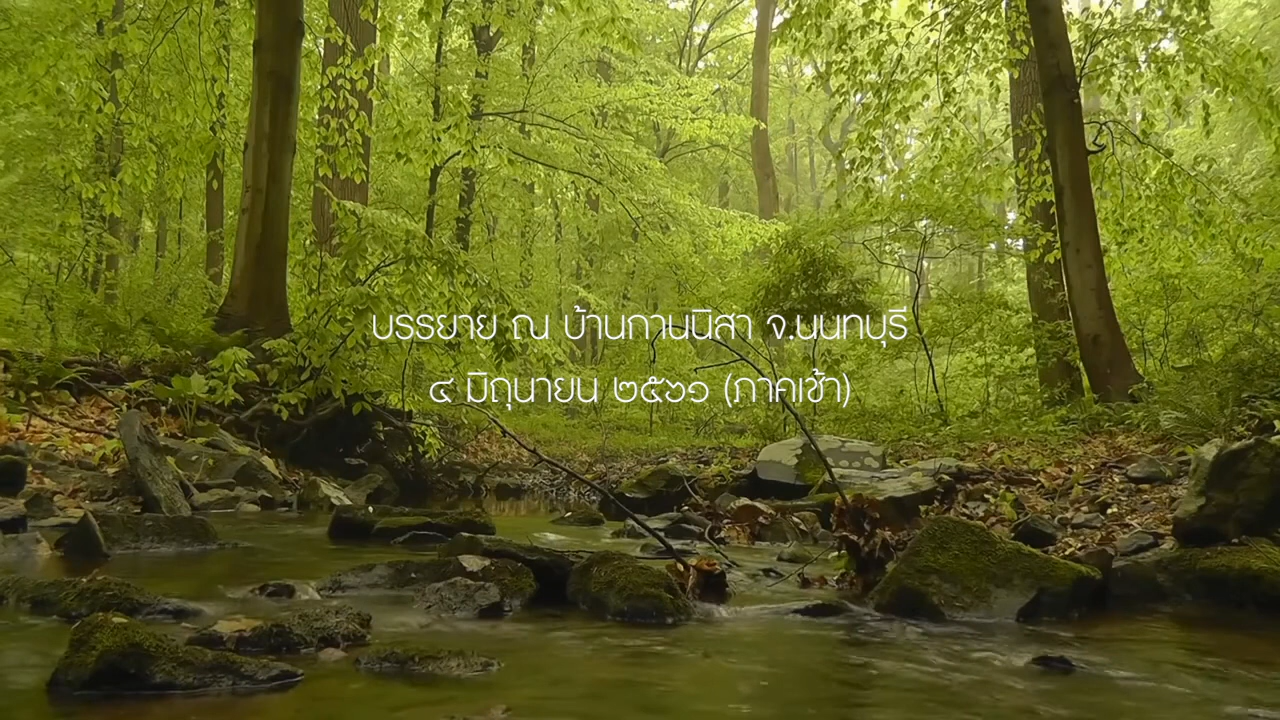 บรรยาย ณ บ้านกานนิสา จ.นนทบุรี
๔ มิถุนายน ๒๕๖๑ (ภาคเช้า)